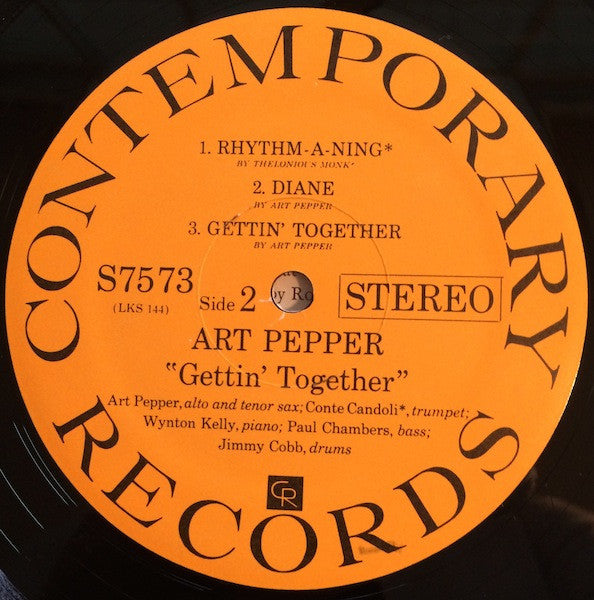 CONTEMPORARY
1. RHYTHM-A-NING*
BY THELONIOUS MONK*
2. DIANE
BY ART PEPPER
3. GETTIN' TOGETHER
BY ART PEPPER
S7573
(LKS 144)
Side 2
by Ro
STEREO
ART PEPPER
"Gettin' Together"
Art Pepper, alto and tenor sax; Conte Candoli*, trumpet;
Wynton Kelly, piano; Paul Chambers, bass;
Jimmy Cobb, drums
CR
RECORDS